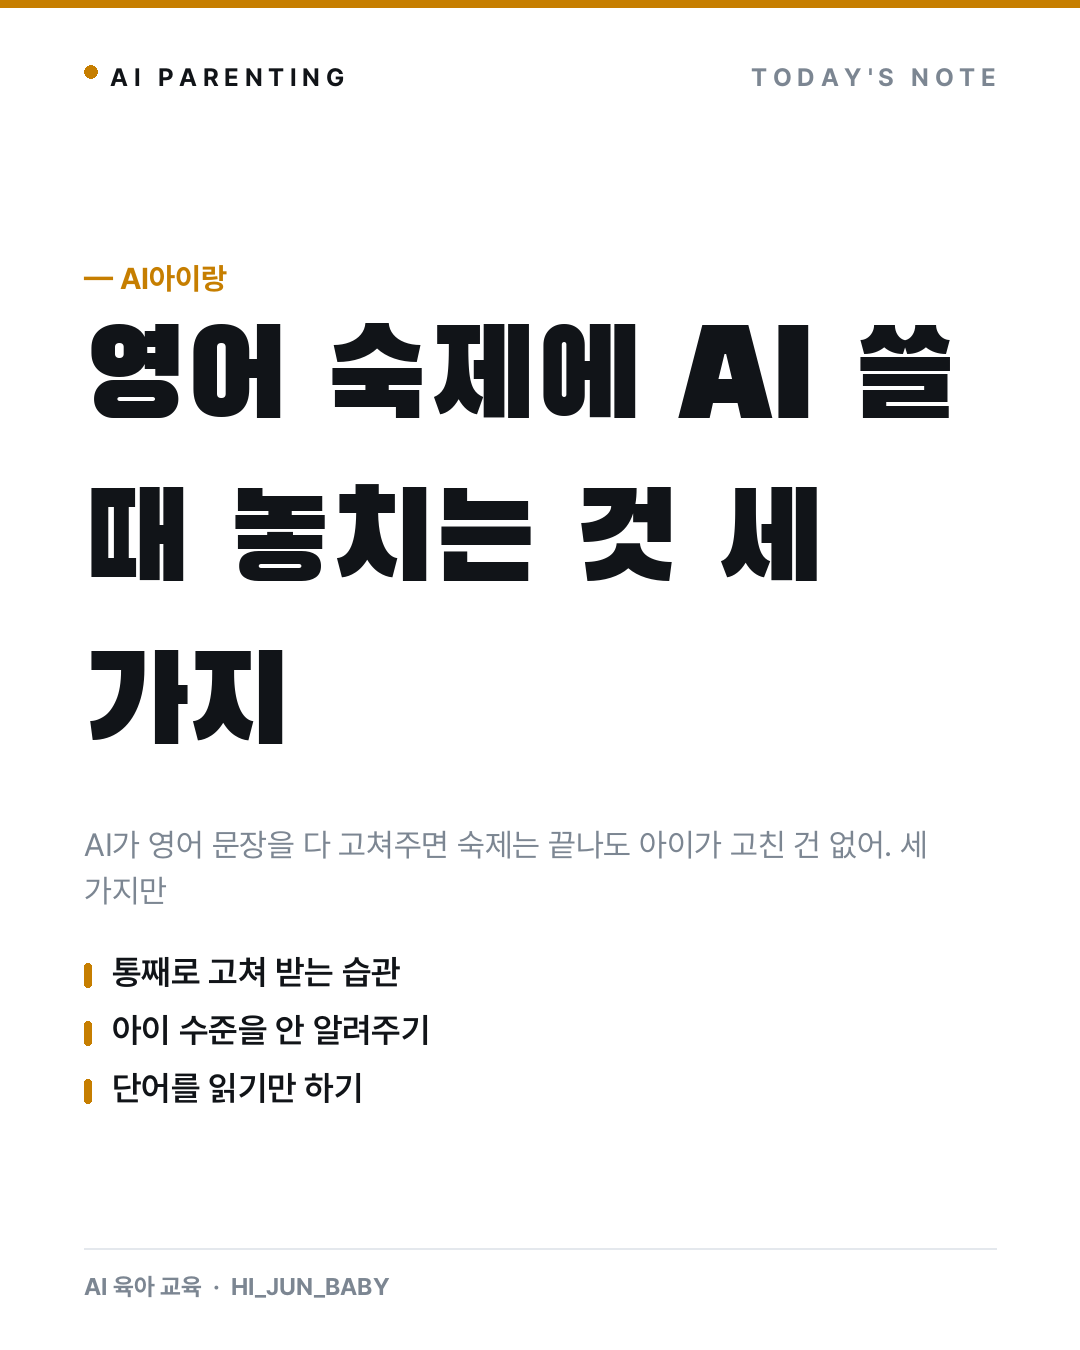 AI PARENTING
TODAY'S NOTE
— AI아이랑
영어 숙제에 AI 쓸
때 놓치는 것 세
가지
AI가 영어 문장을 다 고쳐주면 숙제는 끝나도 아이가 고친 건 없어. 세
가지만
통째로 고쳐 받는 습관
아이 수준을 안 알려주기
단어를 읽기만 하기
AI 육아 교육 · HI_JUN_BABY